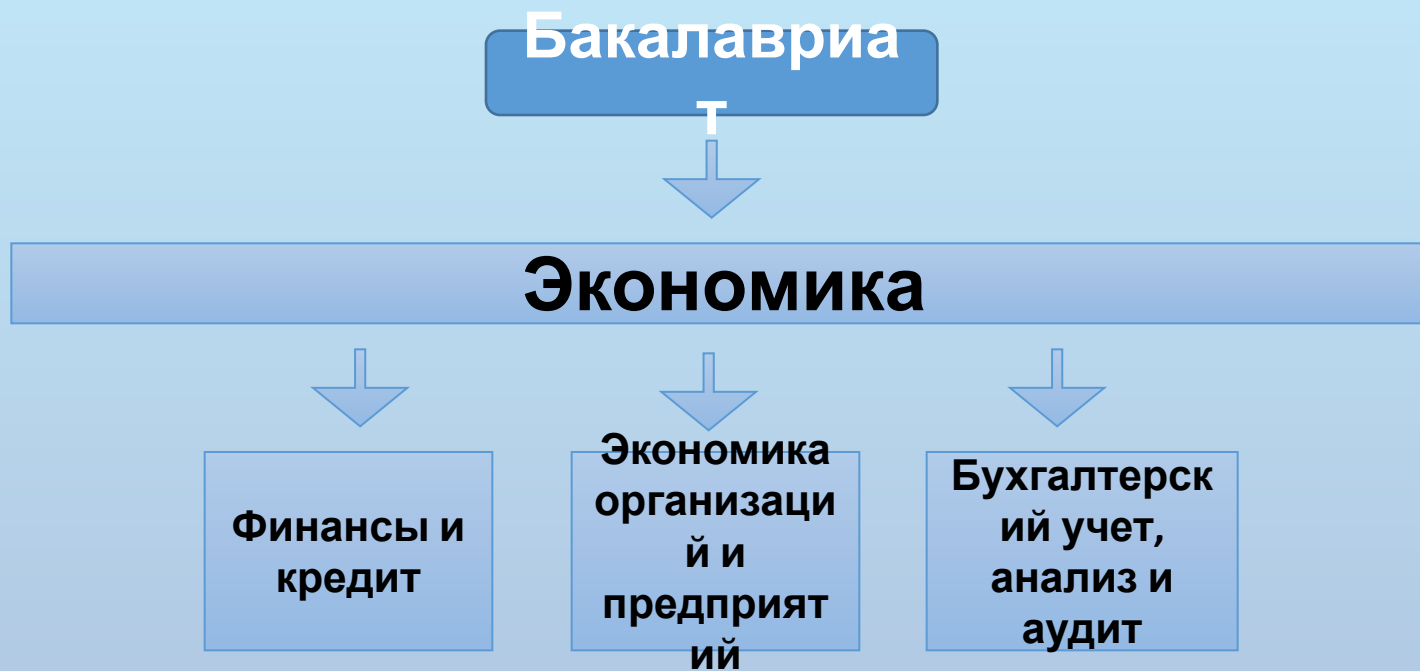 Бакалавриа
т
Экономика
Финансы и
кредит
Экономика
организаци
й и
предприят
ий
Бухгалтерск
ий учет,
анализ и
аудит